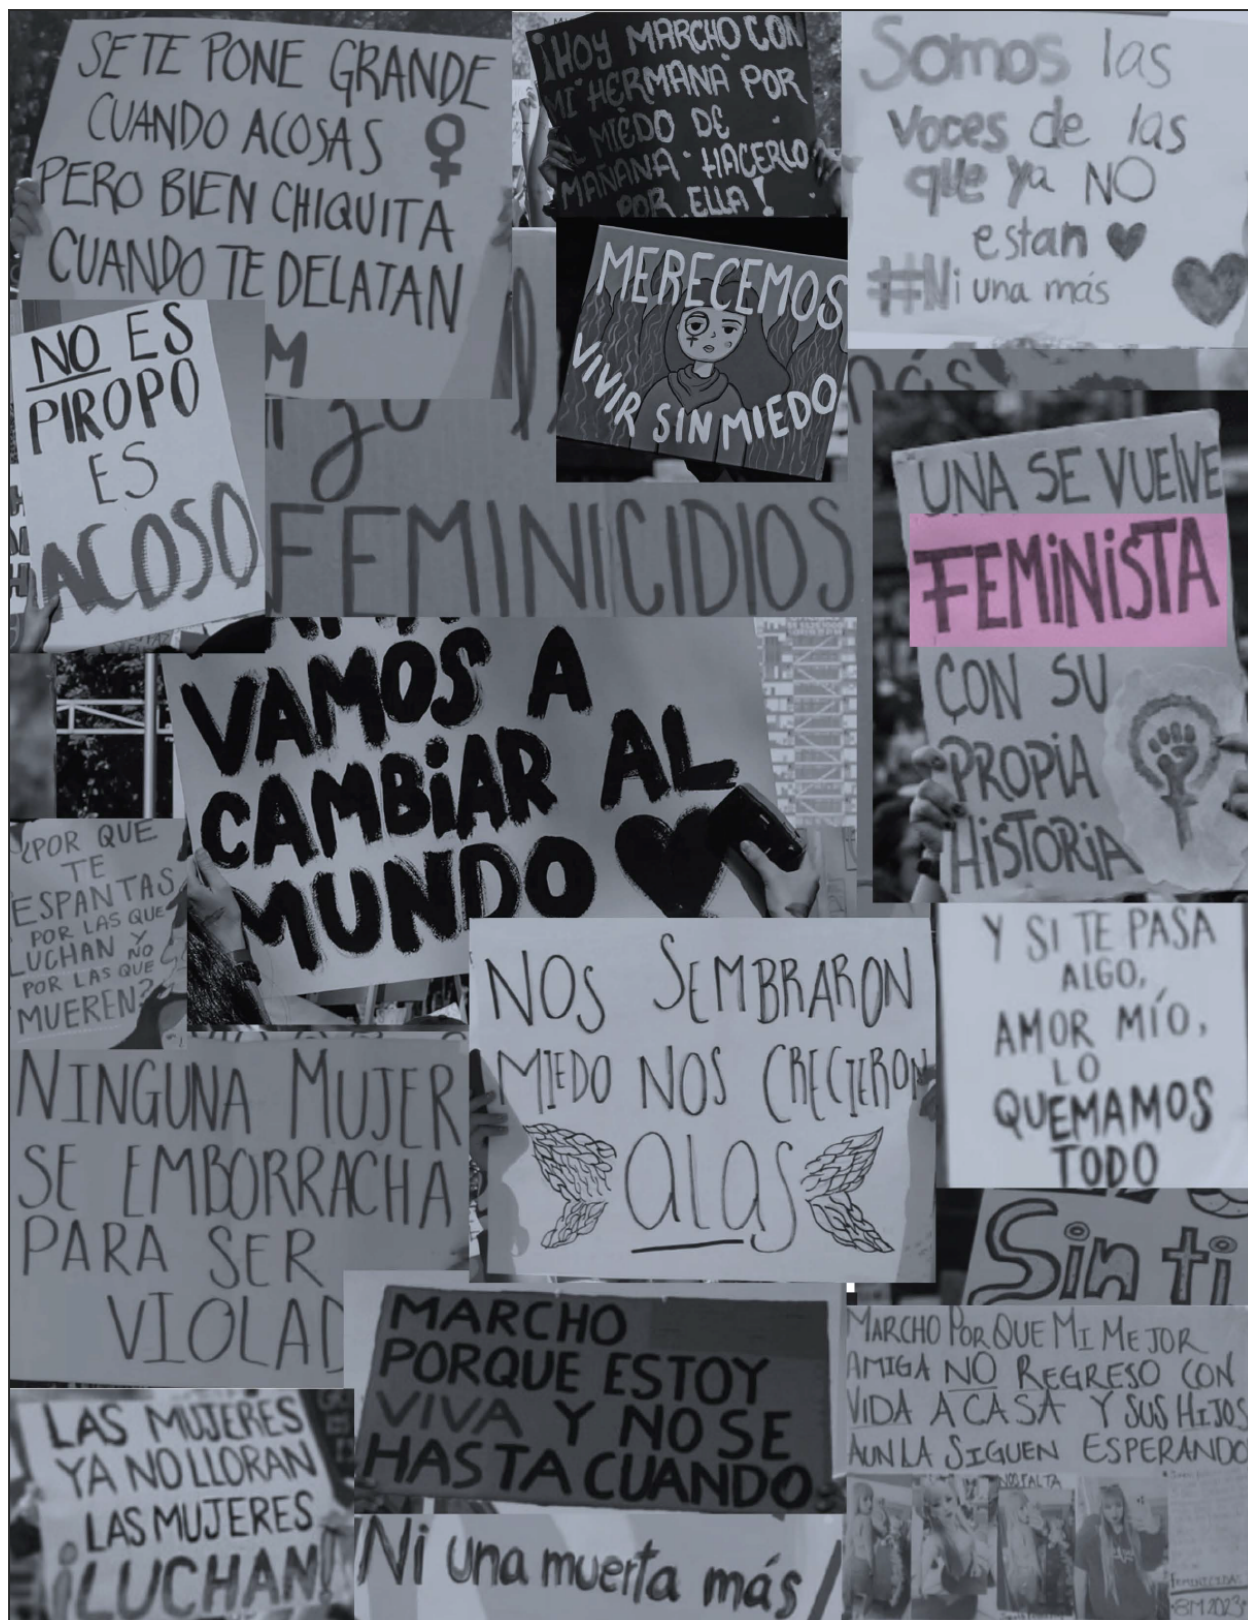 SE TE PONE GRANDE
CUANDO ACOSAS
PERO BIEN CHIQUITA
CUANDO TE DELATAN
¡HOY MARCHO CON
MI HERMANA POR
EL MIEDO DE
MAÑANA HACERLO
POR ELLA!
Somos las
Voces de las
que ya NO
estan
#Ni una más
MERECEMOS
VIVIR SIN MIEDO
NO ES
PIROPO
ES
ACOSO
M
más
FEMINICIDIOS
UNA SE VUELVE
FEMINISTA
CON SU
PROPIA
HISTORIA
VAMOS A
CAMBIAR AL
MUNDO
¿POR QUE
TE
ESPANTAS
POR LAS QUE
LUCHAN Y NO
POR LAS QUE
MUEREN?
NOS SEMBRARON
MIEDO NOS CRECIERON
ALAS
Y SI TE PASA
ALGO,
AMOR MÍO,
LO
QUEMAMOS
TODO
NINGUNA MUJER
SE EMBORRACHA
PARA SER
VIOLAD
Sin ti
MARCHO
PORQUE ESTOY
VIVA Y NO SE
HASTA CUANDO
MARCHO PORQUE MI MEJOR
AMIGA NO REGRESO CON
VIDA A CASA Y SUS HIJOS
AUN LA SIGUEN ESPERANDO
NOS FALTA
8M2023
LAS MUJERES
YA NO LLORAN
LAS MUJERES
¡LUCHAN!
Ni una muerta más